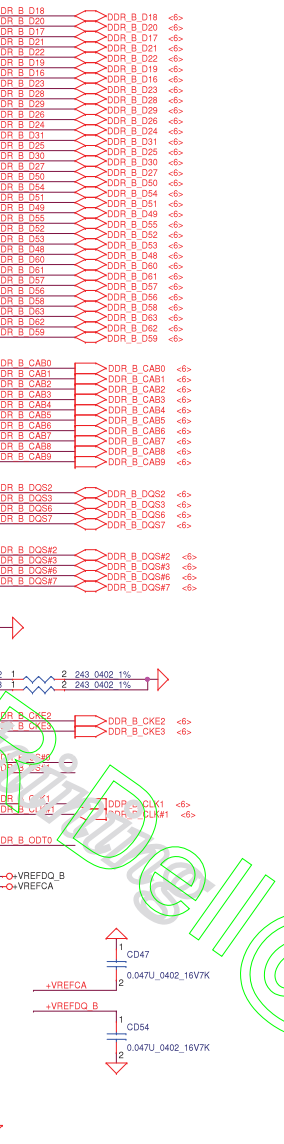 DR_B_D18 DDR_B_D18 <6>
DR_B_D20 DDR_B_D20 <6>
DR_B_D17 DDR_B_D17 <6>
DR_B_D21 DDR_B_D21 <6>
DR_B_D22 DDR_B_D22 <6>
DR_B_D19 DDR_B_D19 <6>
DR_B_D16 DDR_B_D16 <6>
DR_B_D23 DDR_B_D23 <6>
DR_B_D28 DDR_B_D28 <6>
DR_B_D29 DDR_B_D29 <6>
DR_B_D26 DDR_B_D26 <6>
DR_B_D24 DDR_B_D24 <6>
DR_B_D31 DDR_B_D31 <6>
DR_B_D25 DDR_B_D25 <6>
DR_B_D30 DDR_B_D30 <6>
DR_B_D27 DDR_B_D27 <6>
DR_B_D50 DDR_B_D50 <6>
DR_B_D54 DDR_B_D54 <6>
DR_B_D51 DDR_B_D51 <6>
DR_B_D49 DDR_B_D49 <6>
DR_B_D55 DDR_B_D55 <6>
DR_B_D52 DDR_B_D52 <6>
DR_B_D53 DDR_B_D53 <6>
DR_B_D48 DDR_B_D48 <6>
DR_B_D60 DDR_B_D60 <6>
DR_B_D61 DDR_B_D61 <6>
DR_B_D57 DDR_B_D57 <6>
DR_B_D56 DDR_B_D56 <6>
DR_B_D58 DDR_B_D58 <6>
DR_B_D63 DDR_B_D63 <6>
DR_B_D62 DDR_B_D62 <6>
DR_B_D59 DDR_B_D59 <6>
DR_B_CAB0 DDR_B_CAB0 <6>
DR_B_CAB1 DDR_B_CAB1 <6>
DR_B_CAB2 DDR_B_CAB2 <6>
DR_B_CAB3 DDR_B_CAB3 <6>
DR_B_CAB4 DDR_B_CAB4 <6>
DR_B_CAB5 DDR_B_CAB5 <6>
DR_B_CAB6 DDR_B_CAB6 <6>
DR_B_CAB7 DDR_B_CAB7 <6>
DR_B_CAB8 DDR_B_CAB8 <6>
DR_B_CAB9 DDR_B_CAB9 <6>
DR_B_DQS2 DDR_B_DQS2 <6>
DR_B_DQS3 DDR_B_DQS3 <6>
DR_B_DQS6 DDR_B_DQS6 <6>
DR_B_DQS7 DDR_B_DQS7 <6>
DR_B_DQS#2 DDR_B_DQS#2 <6>
DR_B_DQS#3 DDR_B_DQS#3 <6>
DR_B_DQS#6 DDR_B_DQS#6 <6>
DR_B_DQS#7 DDR_B_DQS#7 <6>
2 1 2 243_0402_1%
3 1 2 243_0402_1%
DR_B_CKE2 DDR_B_CKE2 <6>
DR_B_CKE3 DDR_B_CKE3 <6>
DDR_B_CLK1 <6>
DDR_B_CLK#1 <6>
DR_B_ODT0
+VREFDQ_B
+VREFCA
1
CD47
0.047U_0402_16V7K
2
+VREFCA
+VREFDQ_B
1
CD54
0.047U_0402_16V7K
2